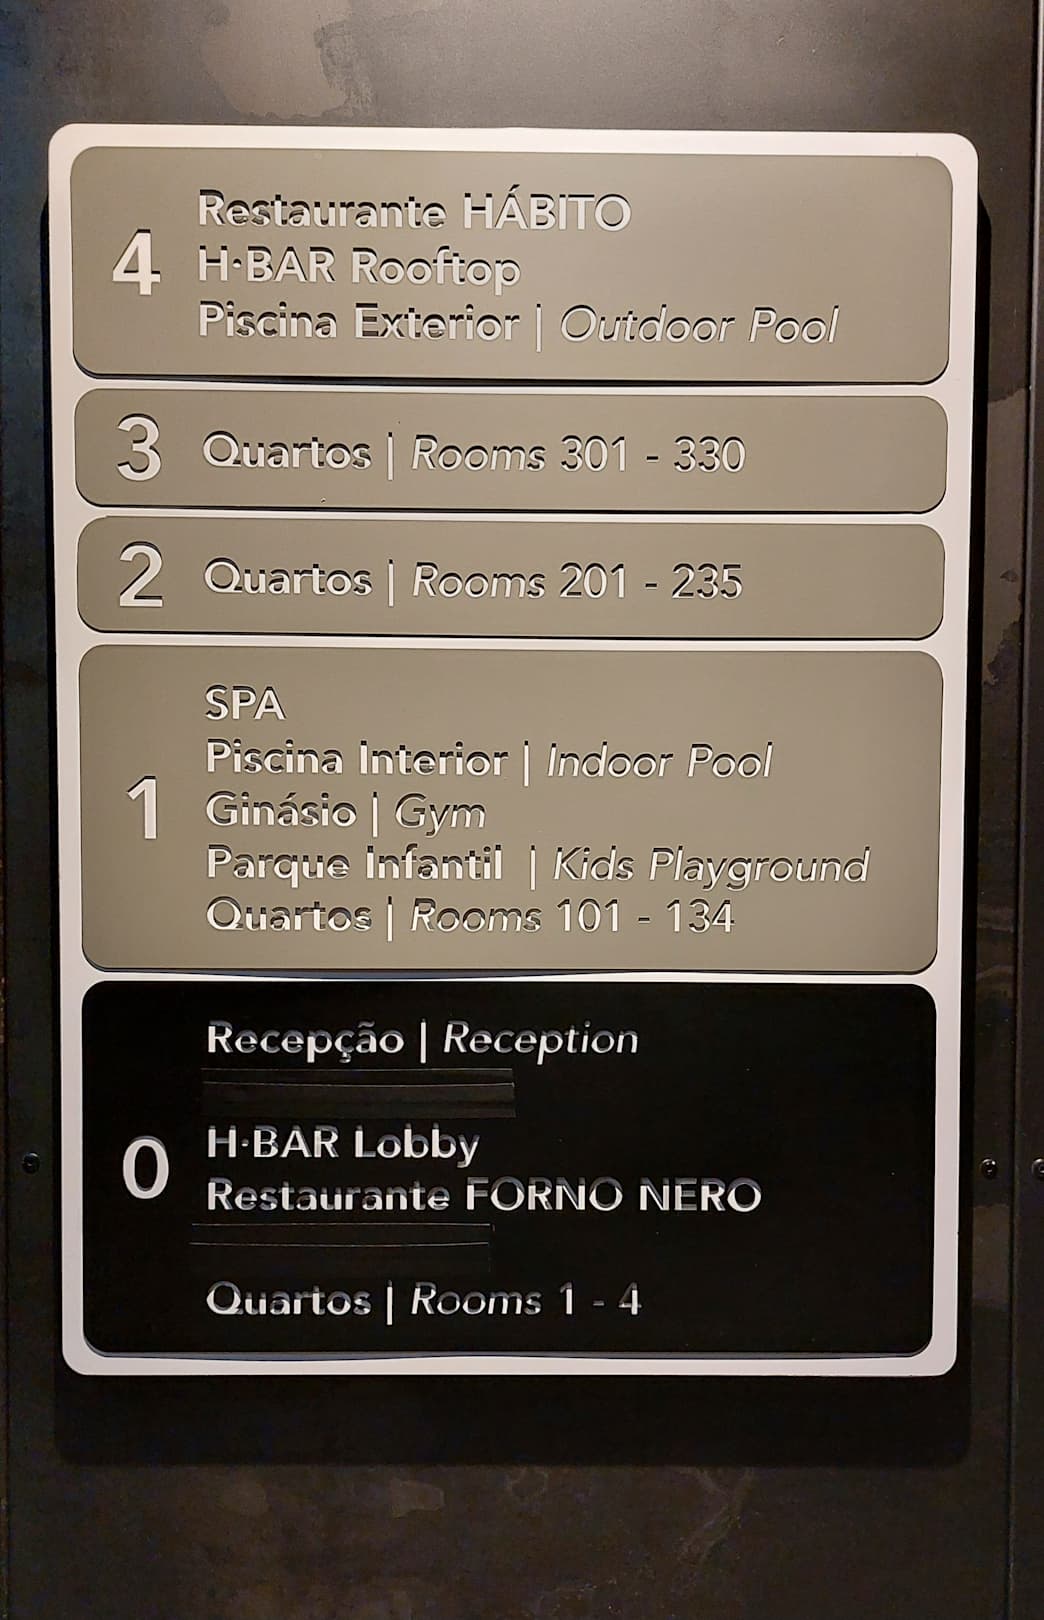 4
Restaurante HÁBITO
H·BAR Rooftop
Piscina Exterior | Outdoor Pool
3
Quartos | Rooms 301 - 330
2
Quartos | Rooms 201 - 235
1
SPA
Piscina Interior | Indoor Pool
Ginásio | Gym
Parque Infantil | Kids Playground
Quartos | Rooms 101 - 134
0
Recepção | Reception
H·BAR Lobby
Restaurante FORNO NERO
Quartos | Rooms 1 - 4